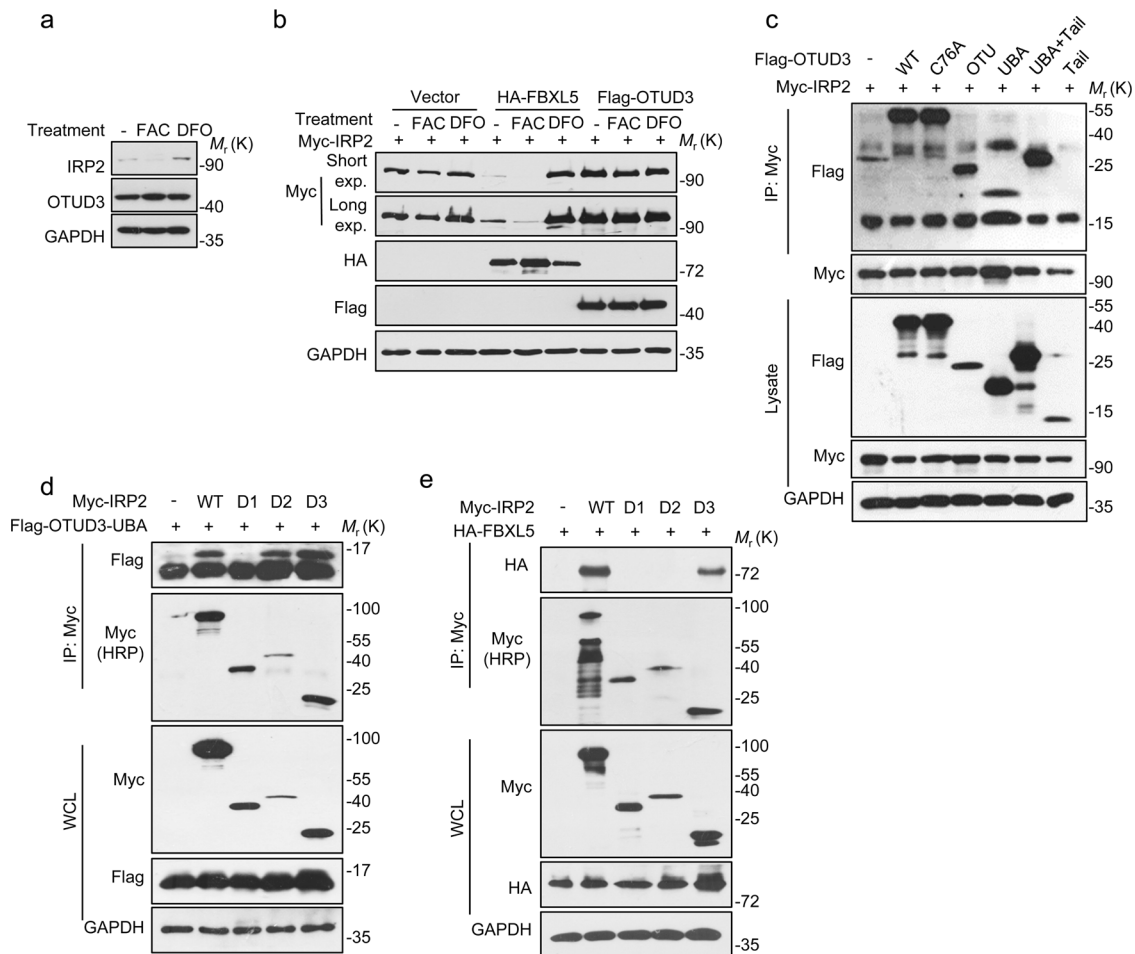 a
Treatment - FAC DFO Mr (K)
IRP2 -90
OTUD3 -40
GAPDH -35
b
Vector HA-FBXL5 Flag-OTUD3
Treatment - FAC DFO - FAC DFO - FAC DFO
Myc-IRP2 + + + + + + + + + Mr (K)
Myc
Short exp. -90
Long exp. -90
HA -72
Flag -40
GAPDH -35
c
Flag-OTUD3 - WT C76A OTU UBA UBA+Tail Tail
Myc-IRP2 + + + + + + + Mr (K)
IP: Myc
Flag
-55
-40
-25
-15
Myc -90
Lysate
Flag
-55
-40
-25
-15
Myc -90
GAPDH -35
d
Myc-IRP2 - WT D1 D2 D3
Flag-OTUD3-UBA + + + + + Mr (K)
IP: Myc
Flag -17
Myc (HRP)
-100
-55
-40
-25
WCL
Myc
-100
-55
-40
-25
Flag -17
GAPDH -35
e
Myc-IRP2 - WT D1 D2 D3
HA-FBXL5 + + + + + Mr (K)
IP: Myc
HA -72
Myc (HRP)
-100
-55
-40
-25
WCL
Myc
-100
-55
-40
-25
HA -72
GAPDH -35